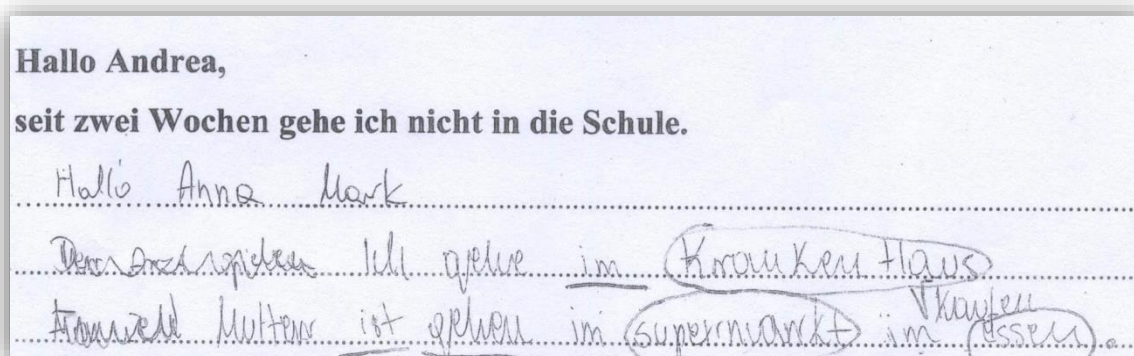 Hallo Andrea,
seit zwei Wochen gehe ich nicht in die Schule.
Hallo Anna Mark
Ich gehe im Kranken Haus
kaufen
Mutter ist gehen im supermarkt im essen.